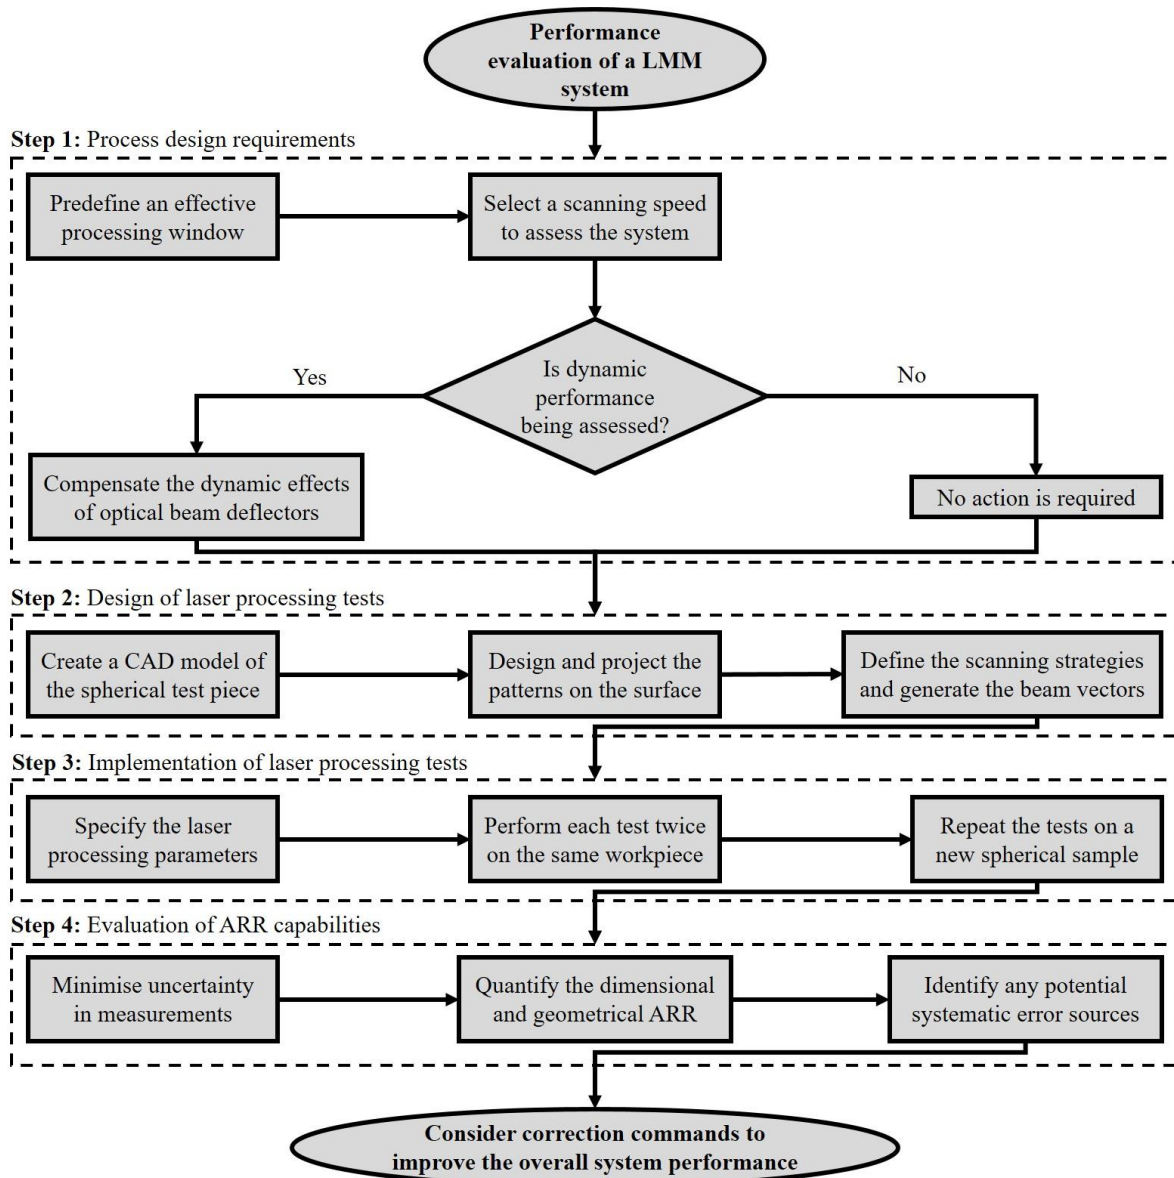 Performance
evaluation of a LMM
system
Step 1: Process design requirements
Predefine an effective
processing window
Select a scanning speed
to assess the system
Is dynamic
performance
being assessed?
Yes
No
Compensate the dynamic effects
of optical beam deflectors
No action is required
Step 2: Design of laser processing tests
Create a CAD model of
the spherical test piece
Design and project the
patterns on the surface
Define the scanning strategies
and generate the beam vectors
Step 3: Implementation of laser processing tests
Specify the laser
processing parameters
Perform each test twice
on the same workpiece
Repeat the tests on a
new spherical sample
Step 4: Evaluation of ARR capabilities
Minimise uncertainty
in measurements
Quantify the dimensional
and geometrical ARR
Identify any potential
systematic error sources
Consider correction commands to
improve the overall system performance